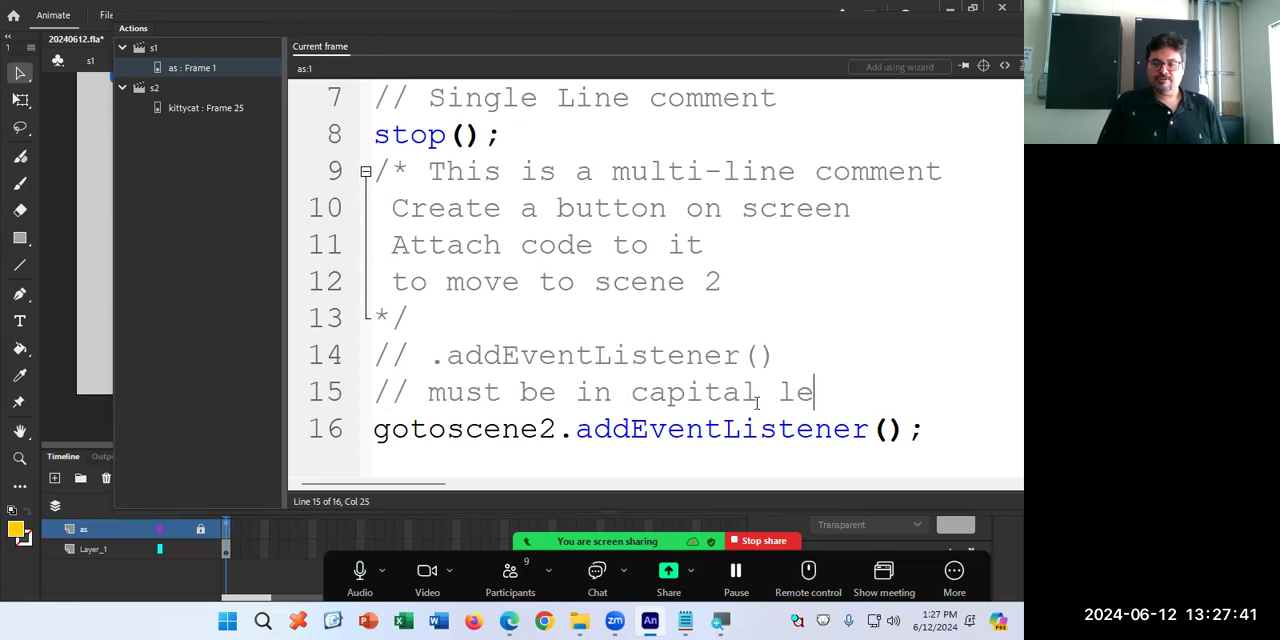 Animate
File
Actions
20240612.fla*
s1
s1
as : Frame 1
s2
kittycat : Frame 25
Current frame
as:1
Add using wizard
7 // Single Line comment
8 stop();
9 /* This is a multi-line comment
10 Create a button on screen
11 Attach code to it
12 to move to scene 2
13 */
14 // .addEventListener()
15 // must be in capital le
16 gotoscene2.addEventListener();
Line 15 of 16, Col 25
Timeline
Outpu
as
Layer_1
Transparent
You are screen sharing
Stop share
9
Audio
Video
Participants
Chat
Share
Pause
Remote control
Show meeting
More
1:27 PM
6/12/2024
2024-06-12 13:27:41